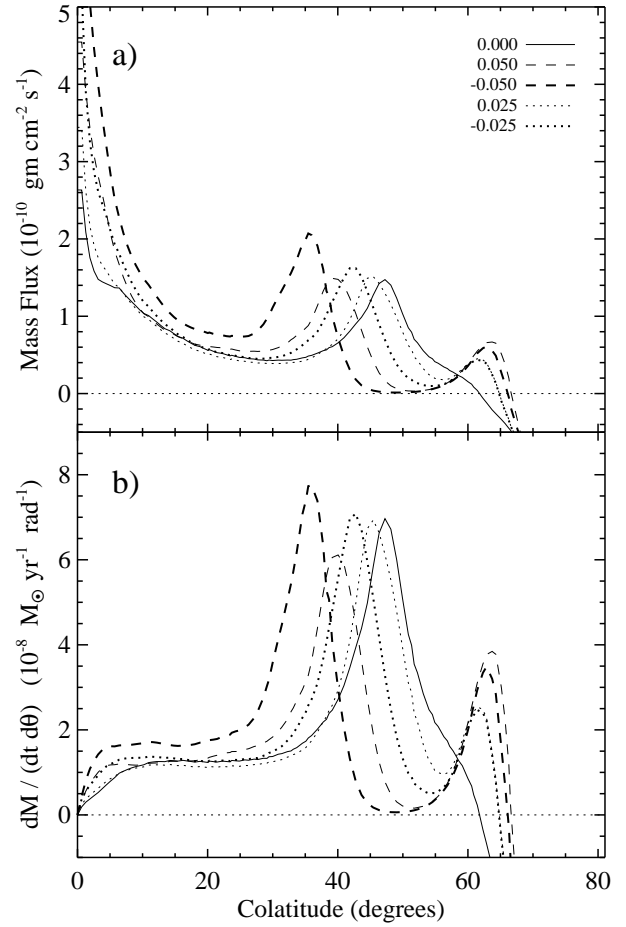 5
4
3
2
1
0
Mass Flux (10⁻¹⁰ gm cm⁻² s⁻¹)
a)
0.000
0.050
-0.050
0.025
-0.025
8
6
4
2
0
dM / (dt dθ) (10⁻⁸ M☉ yr⁻¹ rad⁻¹)
b)
0 20 40 60 80
Colatitude (degrees)